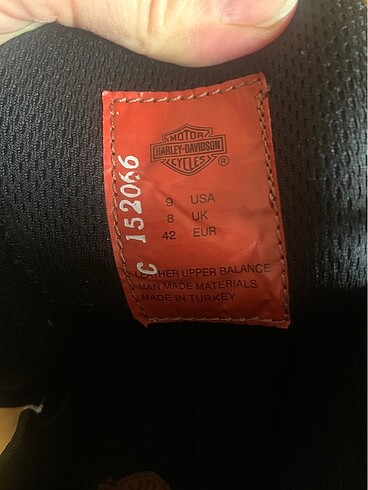 MOTOR
HARLEY-DAVIDSON
CYCLES
®
9 USA
8 UK
42 EUR
LEATHER UPPER BALANCE
MAN MADE MATERIALS
MADE IN TURKEY
C 152066